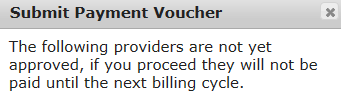 Submit Payment Voucher
The following providers are not yet
approved, if you proceed they will not be
paid until the next billing cycle.